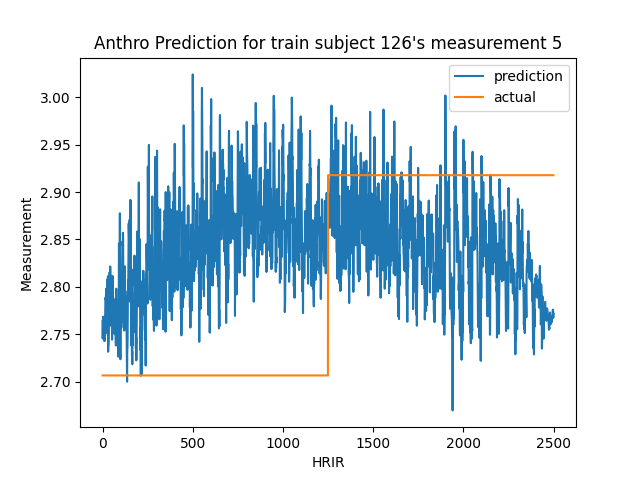 Anthro Prediction for train subject 126's measurement 5
prediction
actual
3.00
2.95
2.90
2.85
2.80
2.75
2.70
Measurement
0
500
1000
1500
2000
2500
HRIR